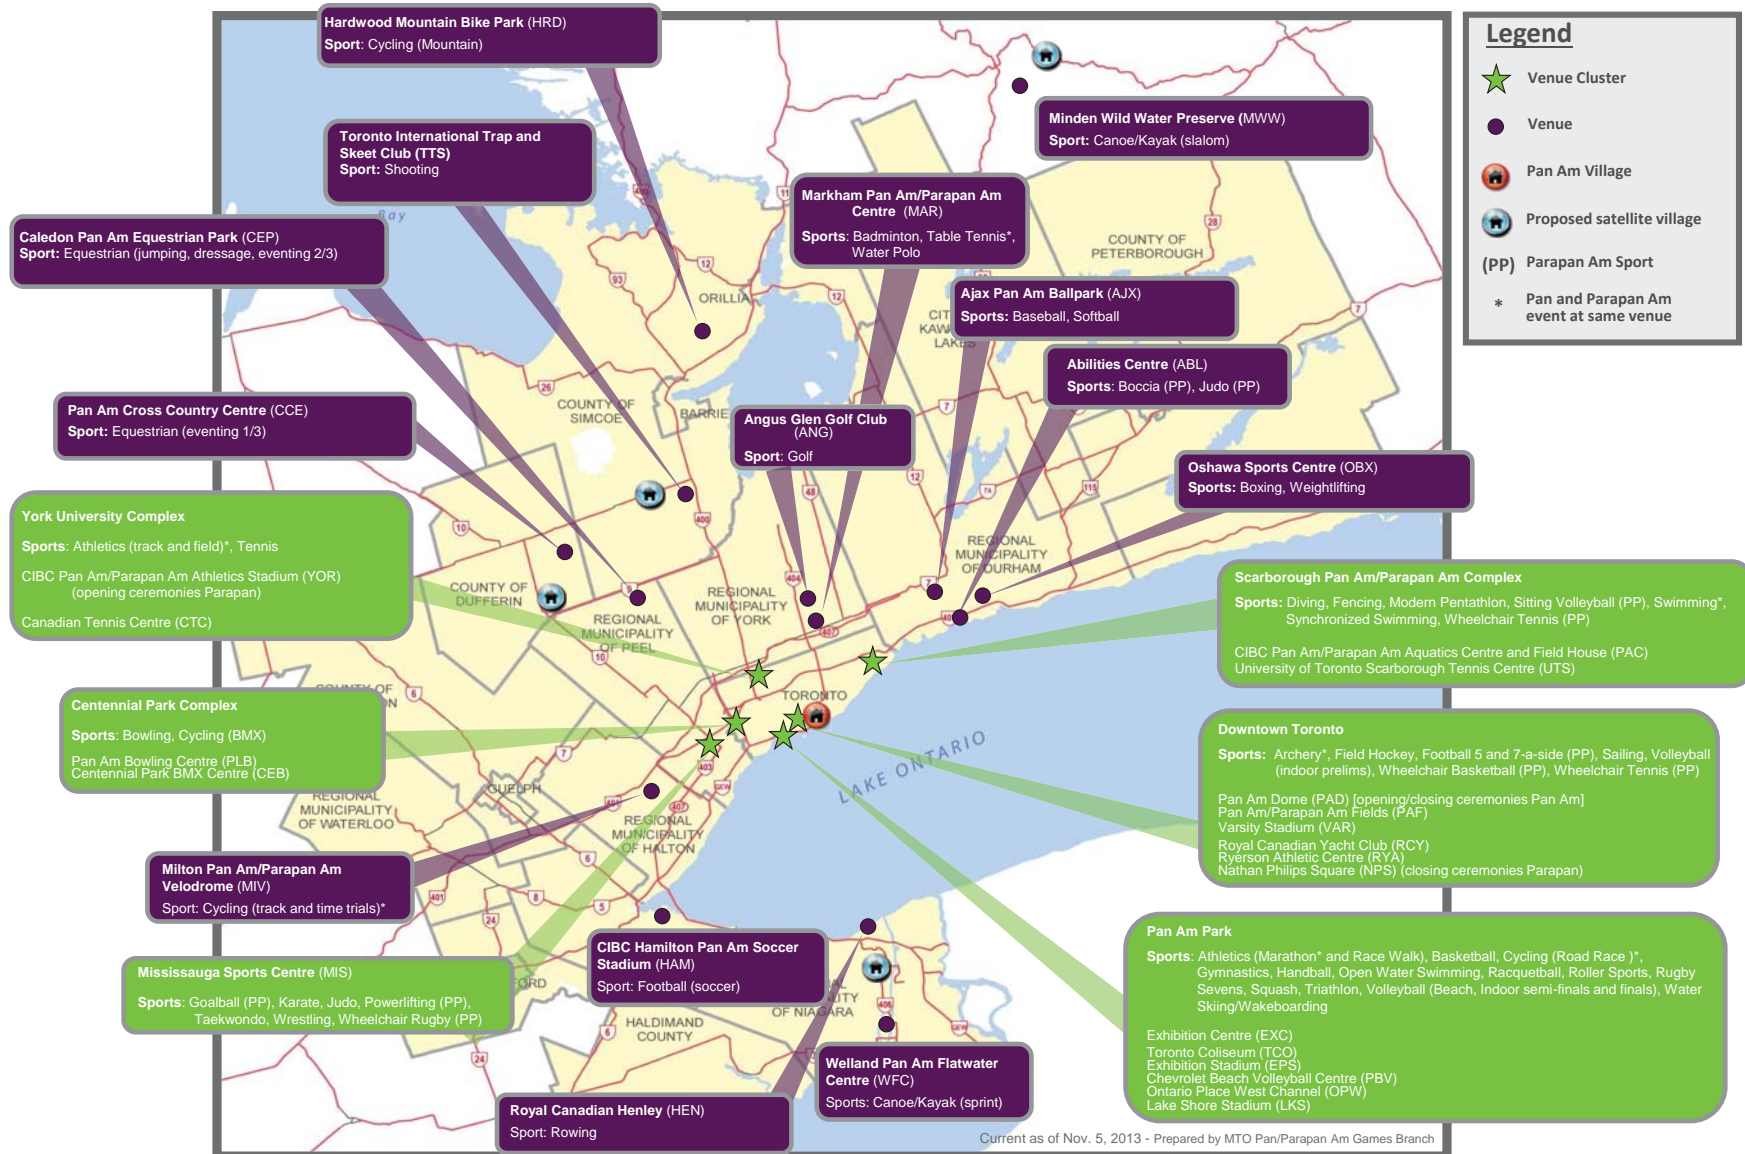 Hardwood Mountain Bike Park (HRD)
Sport: Cycling (Mountain)
Toronto International Trap and
Skeet Club (TTS)
Sport: Shooting
Caledon Pan Am Equestrian Park (CEP)
Sport: Equestrian (jumping, dressage, eventing 2/3)
Pan Am Cross Country Centre (CCE)
Sport: Equestrian (eventing 1/3)
York University Complex
Sports: Athletics (track and field)*, Tennis
CIBC Pan Am/Parapan Am Athletics Stadium (YOR)
(opening ceremonies Parapan)
Canadian Tennis Centre (CTC)
Centennial Park Complex
Sports: Bowling, Cycling (BMX)
Pan Am Bowling Centre (PLB)
Centennial Park BMX Centre (CEB)
Milton Pan Am/Parapan Am
Velodrome (MIV)
Sport: Cycling (track and time trials)*
Mississauga Sports Centre (MIS)
Sports: Goalball (PP), Karate, Judo, Powerlifting (PP),
Taekwondo, Wrestling, Wheelchair Rugby (PP)
Minden Wild Water Preserve (MWW)
Sport: Canoe/Kayak (slalom)
Markham Pan Am/Parapan Am
Centre (MAR)
Sports: Badminton, Table Tennis*,
Water Polo
Ajax Pan Am Ballpark (AJX)
Sports: Baseball, Softball
Abilities Centre (ABL)
Sports: Boccia (PP), Judo (PP)
Angus Glen Golf Club
(ANG)
Sport: Golf
Oshawa Sports Centre (OBX)
Sports: Boxing, Weightlifting
Scarborough Pan Am/Parapan Am Complex
Sports: Diving, Fencing, Modern Pentathlon, Sitting Volleyball (PP), Swimming*,
Synchronized Swimming, Wheelchair Tennis (PP)
CIBC Pan Am/Parapan Am Aquatics Centre and Field House (PAC)
University of Toronto Scarborough Tennis Centre (UTS)
Downtown Toronto
Sports: Archery*, Field Hockey, Football 5 and 7-a-side (PP), Sailing, Volleyball
(indoor prelims), Wheelchair Basketball (PP), Wheelchair Tennis (PP)
Pan Am Dome (PAD) [opening/closing ceremonies Pan Am]
Pan Am/Parapan Am Fields (PAF)
Varsity Stadium (VAR)
Royal Canadian Yacht Club (RCY)
Ryerson Athletic Centre (RYA)
Nathan Philips Square (NPS) (closing ceremonies Parapan)
Pan Am Park
Sports: Athletics (Marathon* and Race Walk), Basketball, Cycling (Road Race )*,
Gymnastics, Handball, Open Water Swimming, Racquetball, Roller Sports, Rugby
Sevens, Squash, Triathlon, Volleyball (Beach, Indoor semi-finals and finals), Water
Skiing/Wakeboarding
Exhibition Centre (EXC)
Toronto Coliseum (TCO)
Exhibition Stadium (EPS)
Chevrolet Beach Volleyball Centre (PBV)
Ontario Place West Channel (OPW)
Lake Shore Stadium (LKS)
CIBC Hamilton Pan Am Soccer
Stadium (HAM)
Sport: Football (soccer)
Welland Pan Am Flatwater
Centre (WFC)
Sports: Canoe/Kayak (sprint)
Royal Canadian Henley (HEN)
Sport: Rowing
Current as of Nov. 5, 2013 - Prepared by MTO Pan/Parapan Am Games Branch
Legend
Venue Cluster
Venue
Pan Am Village
Proposed satellite village
(PP) Parapan Am Sport
* Pan and Parapan Am
event at same venue
Bay
ORILLIA
BARRIE
COUNTY OF
SIMCOE
COUNTY OF
PETERBOROUGH
LAKES
COUNTY OF
DUFFERIN
REGIONAL
MUNICIPALITY
OF PEEL
REGIONAL
MUNICIPALITY
OF YORK
REGIONAL
MUNICIPALITY
OF DURHAM
TORONTO
LAKE ONTARIO
GUELPH
REGIONAL
MUNICIPALITY
OF WATERLOO
REGIONAL
MUNICIPALITY
OF HALTON
HALDIMAND
COUNTY
OF NIAGARA